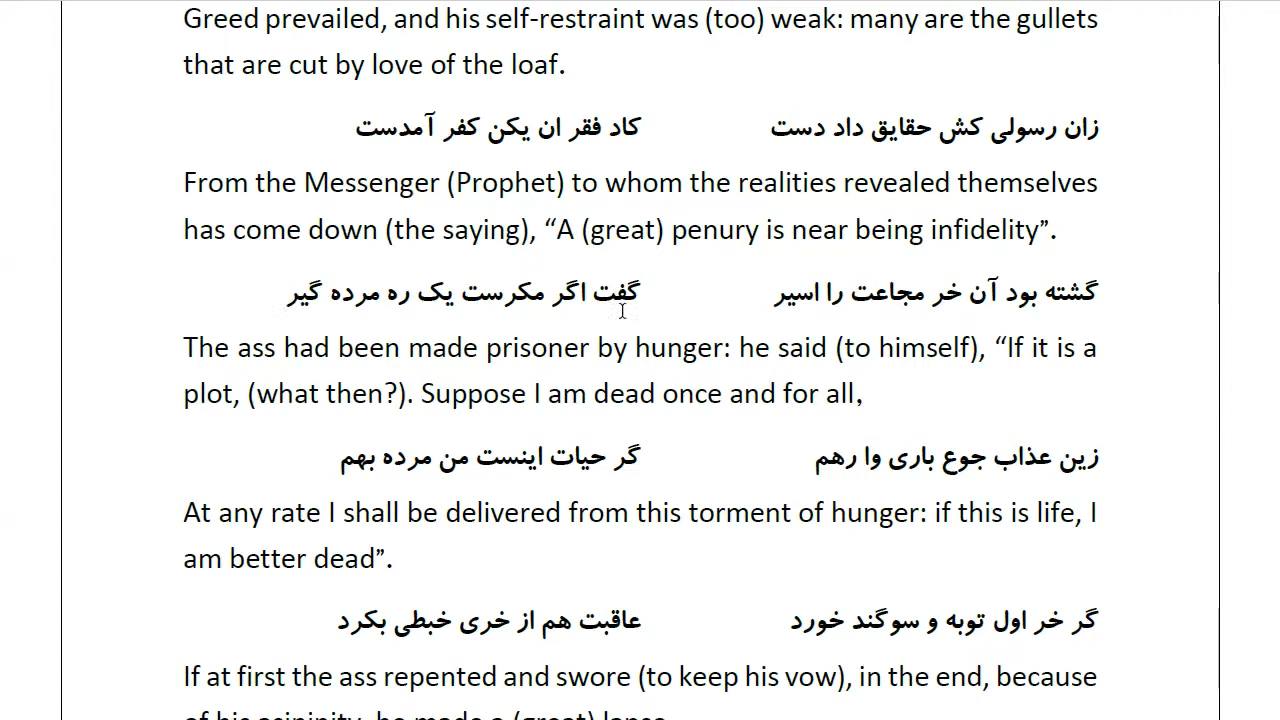 Greed prevailed, and his self-restraint was (too) weak: many are the gullets
that are cut by love of the loaf.
زان رسولی کش حقایق داد دست کاد فقر ان یکن کفر آمدست
From the Messenger (Prophet) to whom the realities revealed themselves
has come down (the saying), “A (great) penury is near being infidelity”.
گشته بود آن خر مجاعت را اسیر گفت اگر مکرست یک ره مرده گیر
The ass had been made prisoner by hunger: he said (to himself), “If it is a
plot, (what then?). Suppose I am dead once and for all,
زین عذاب جوع باری وا رهم گر حیات اینست من مرده بهم
At any rate I shall be delivered from this torment of hunger: if this is life, I
am better dead”.
گر خر اول توبه و سوگند خورد عاقبت هم از خری خبطی بکرد
If at first the ass repented and swore (to keep his vow), in the end, because
of his asininity, he made a (great) lapse